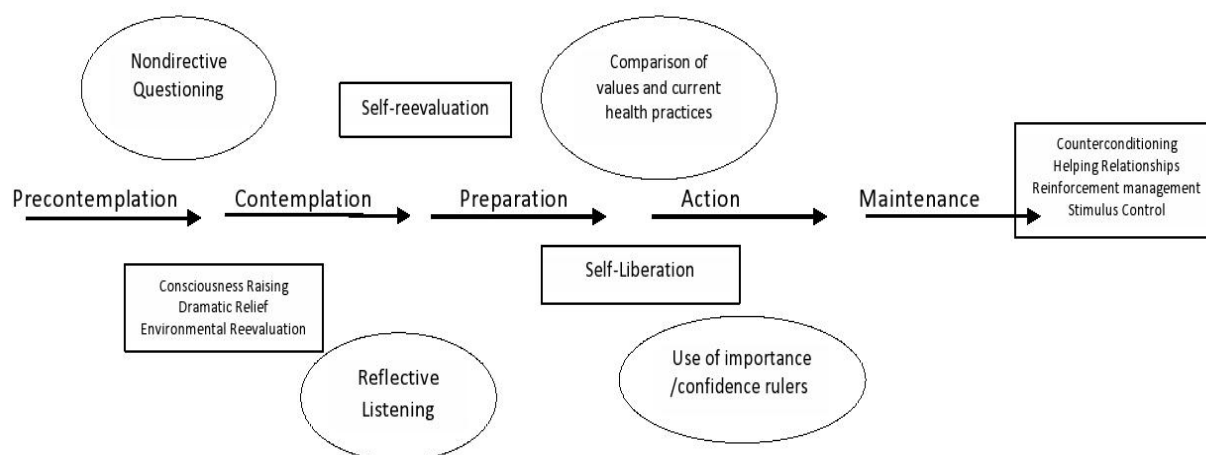 Nondirective
Questioning
Self-reevaluation
Comparison of
values and current
health practices
Counterconditioning
Helping Relationships
Reinforcement management
Stimulus Control
Precontemplation
Contemplation
Preparation
Action
Maintenance
Consciousness Raising
Dramatic Relief
Environmental Reevaluation
Self-Liberation
Reflective
Listening
Use of importance
/confidence rulers